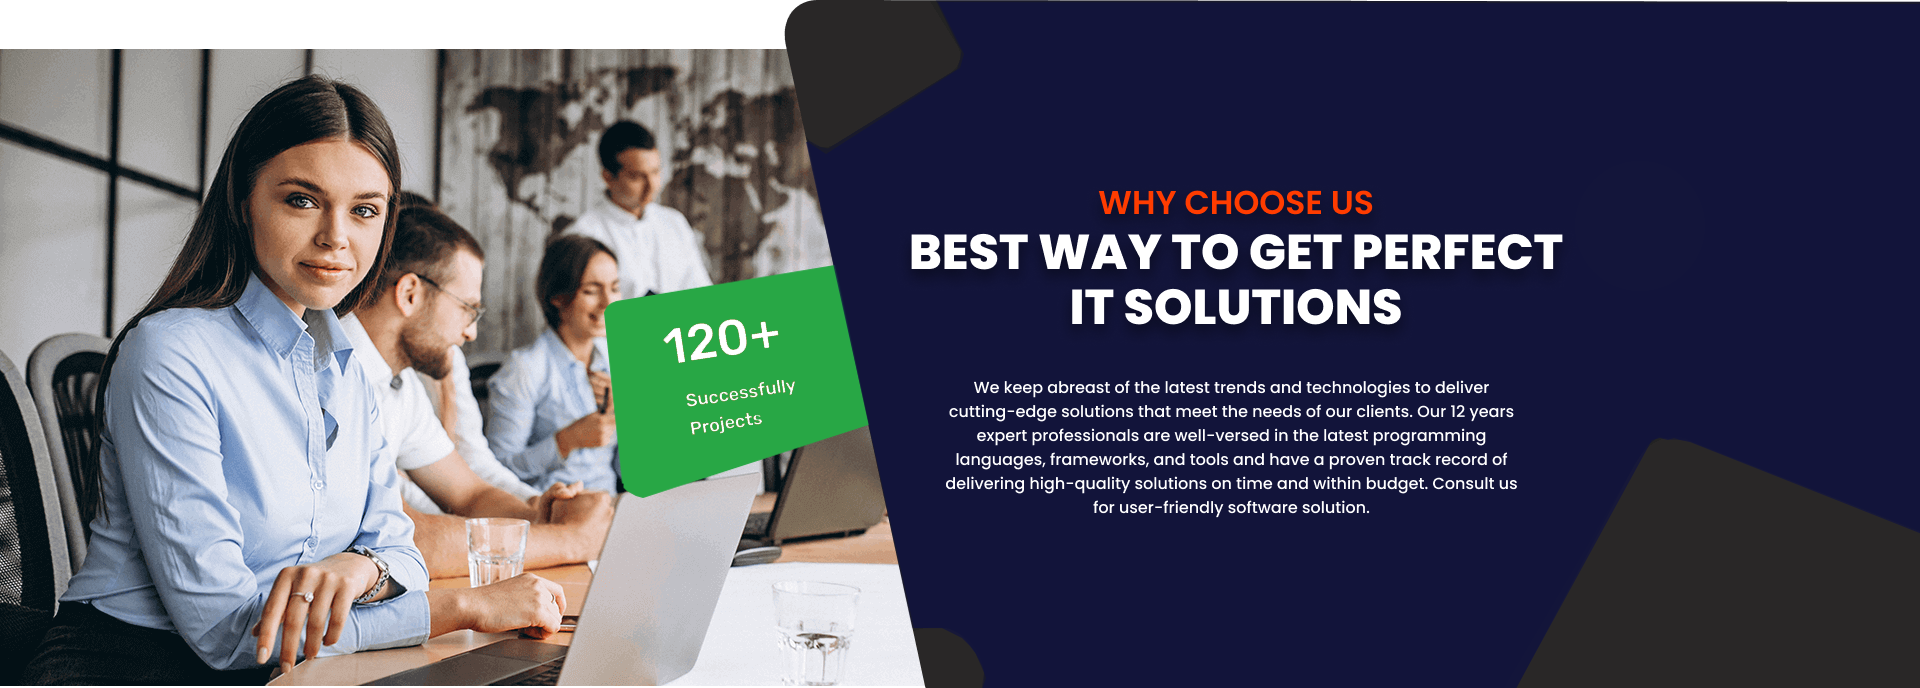 WHY CHOOSE US
BEST WAY TO GET PERFECT
IT SOLUTIONS
120+
Successfully
Projects
We keep abreast of the latest trends and technologies to deliver
cutting-edge solutions that meet the needs of our clients. Our 12 years
expert professionals are well-versed in the latest programming
languages, frameworks, and tools and have a proven track record of
delivering high-quality solutions on time and within budget. Consult us
for user-friendly software solution.